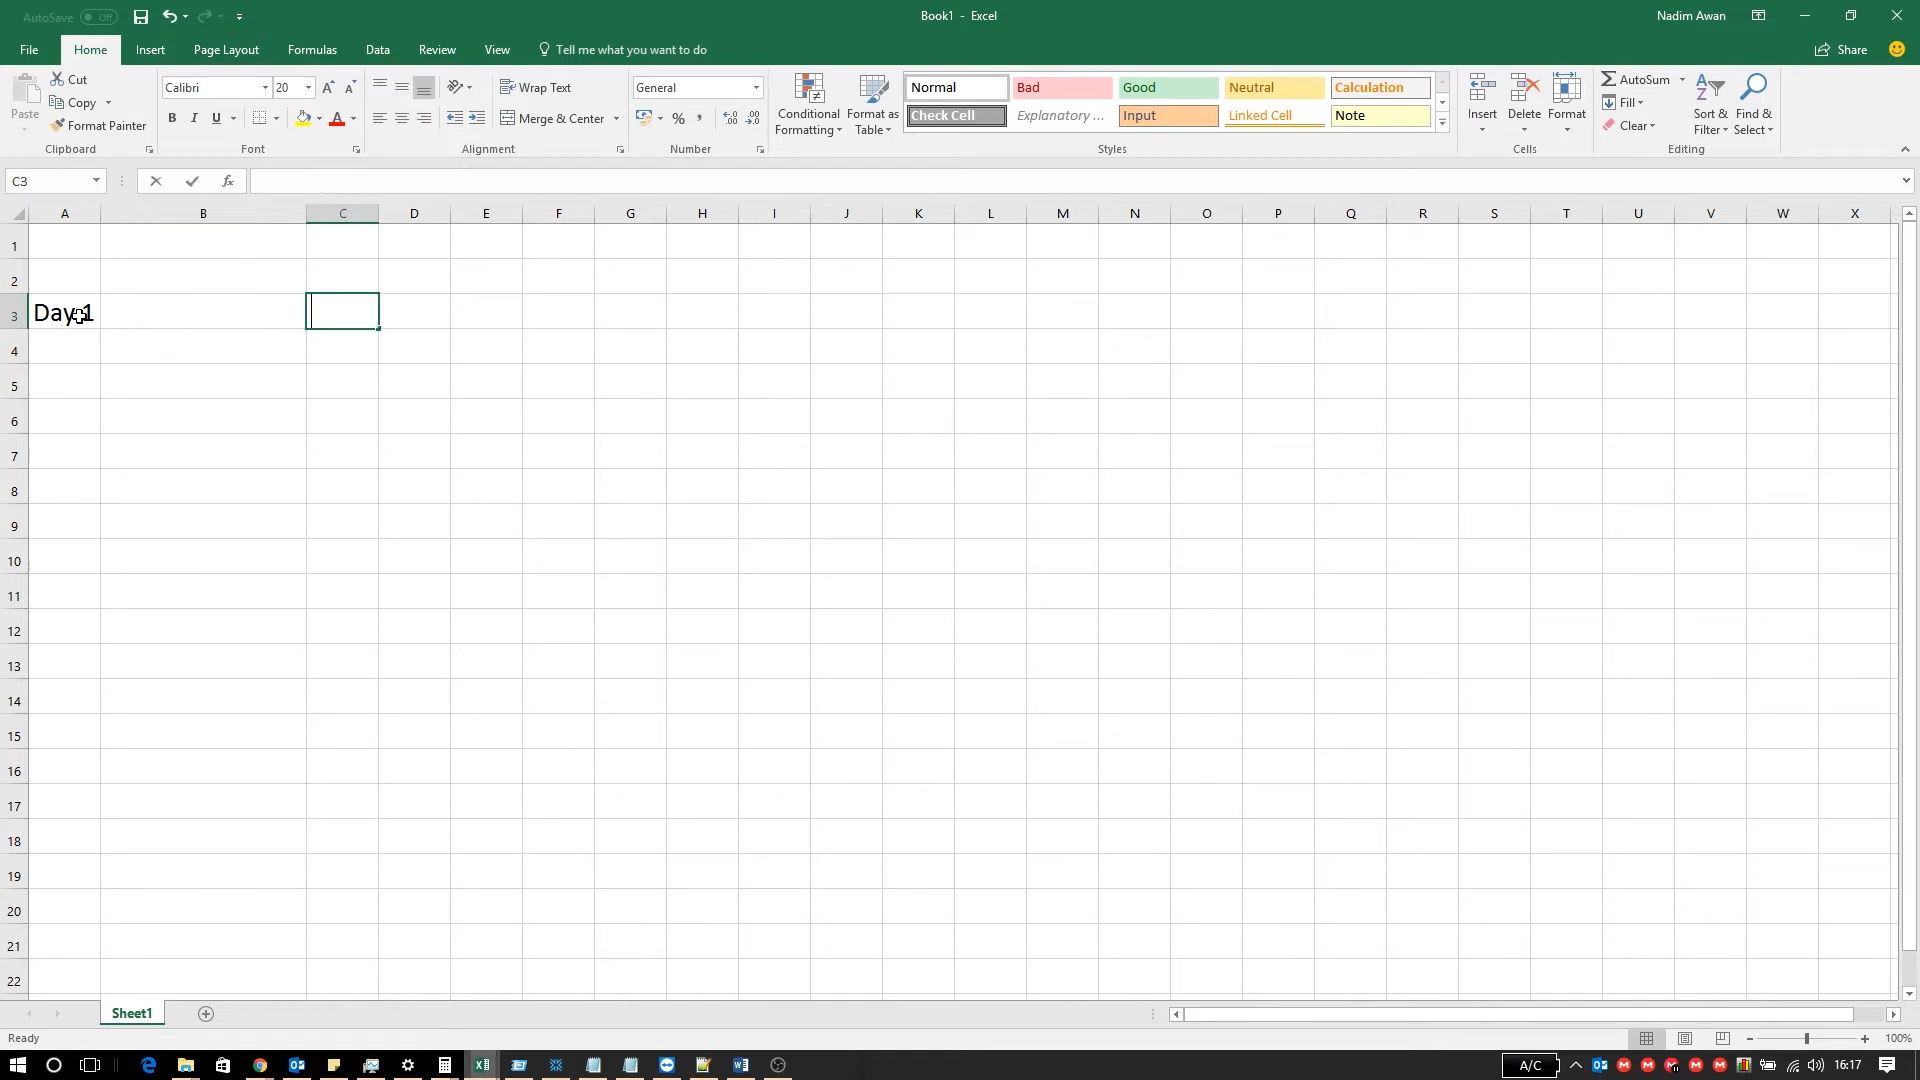 AutoSave Off Book1 - Excel Nadim Awan
File Home Insert Page Layout Formulas Data Review View Tell me what you want to do Share
Paste Cut Copy Format Painter
Calibri 20
B I U
Wrap Text
Merge & Center
General
Conditional Formatting
Format as Table
Normal Bad Good Neutral Calculation
Check Cell Explanatory ... Input Linked Cell Note
Insert Delete Format
AutoSum
Fill
Clear
Sort & Filter
Find & Select
Clipboard Font Alignment Number Styles Cells Editing
C3 fx
A B C D E F G H I J K L M N O P Q R S T U V W X
1
2
3 Day 1
4
5
6
7
8
9
10
11
12
13
14
15
16
17
18
19
20
21
22
Sheet1
Ready 100%
A/C 16:17